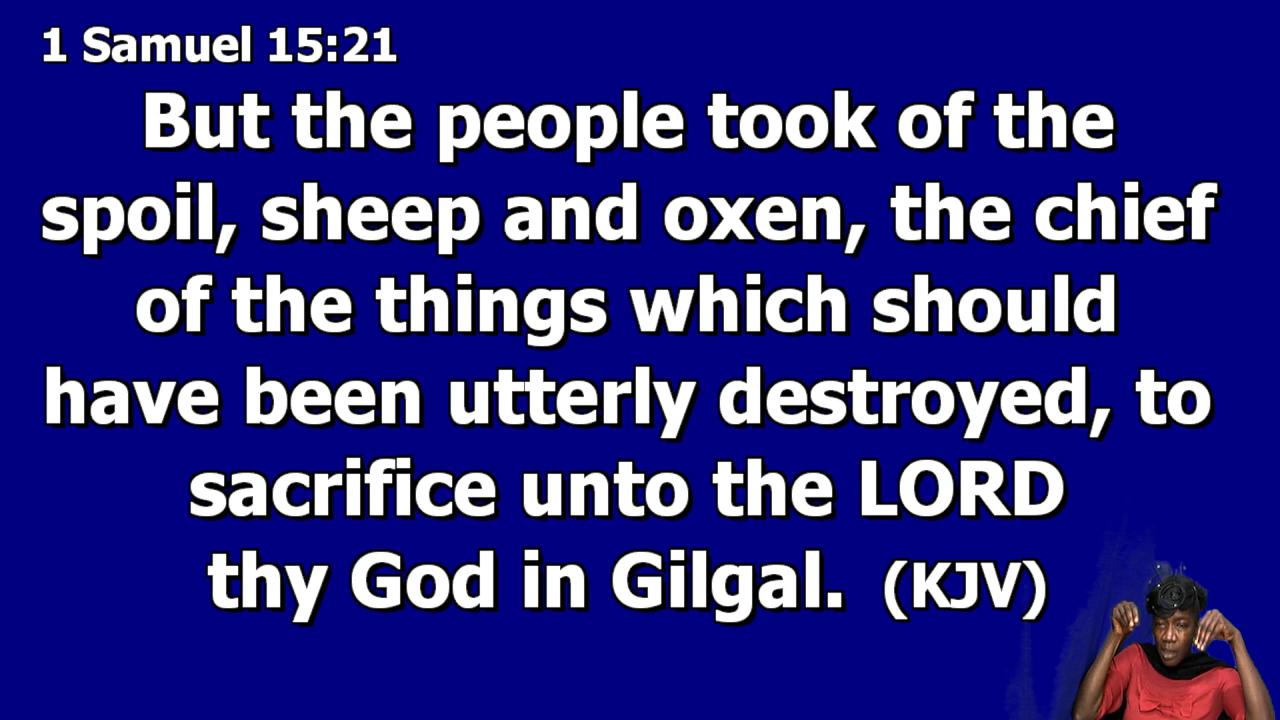 1 Samuel 15:21
But the people took of the
spoil, sheep and oxen, the chief
of the things which should
have been utterly destroyed, to
sacrifice unto the LORD
thy God in Gilgal. (KJV)